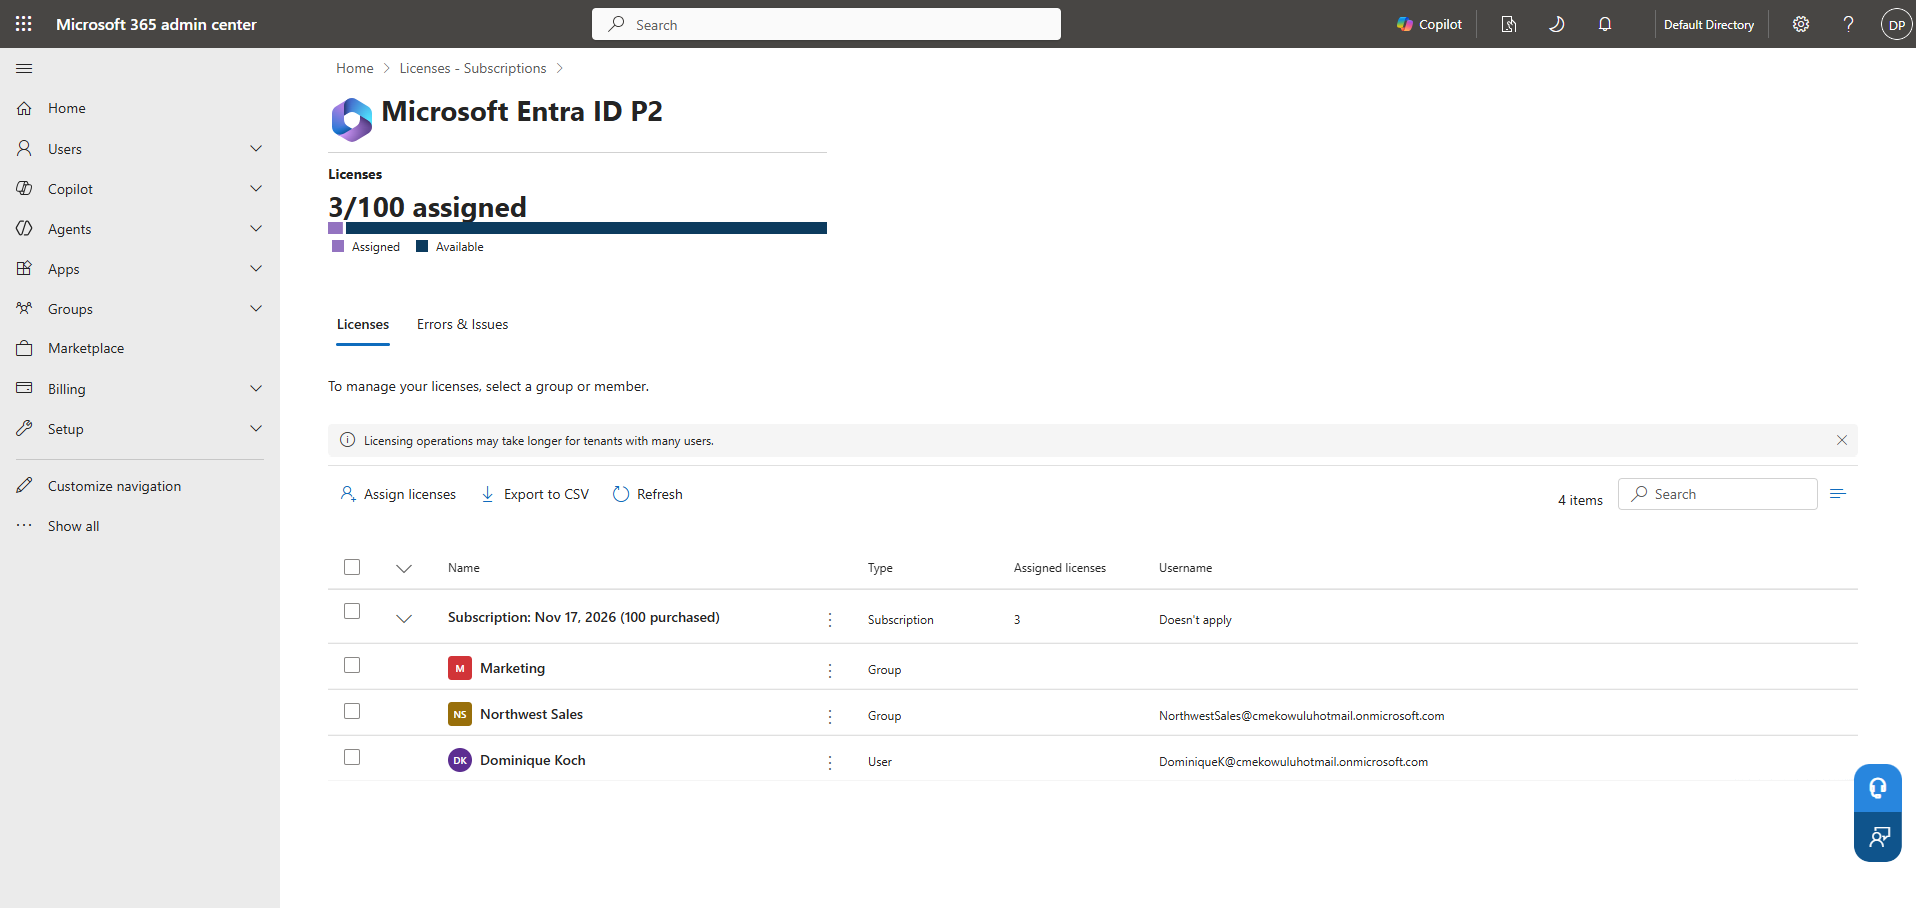 Microsoft 365 admin center
Search
Copilot
Default Directory
DP
Home
Users
Copilot
Agents
Apps
Groups
Marketplace
Billing
Setup
Customize navigation
Show all
Home
Licenses - Subscriptions
Microsoft Entra ID P2
Licenses
3/100 assigned
Assigned
Available
Licenses
Errors & Issues
To manage your licenses, select a group or member.
Licensing operations may take longer for tenants with many users.
Assign licenses
Export to CSV
Refresh
4 items
Search
Name
Type
Assigned licenses
Username
Subscription: Nov 17, 2026 (100 purchased)
Subscription
3
Doesn't apply
M
Marketing
Group
NS
Northwest Sales
Group
NorthwestSales@cmekowuluhotmail.onmicrosoft.com
DK
Dominique Koch
User
DominiqueK@cmekowuluhotmail.onmicrosoft.com